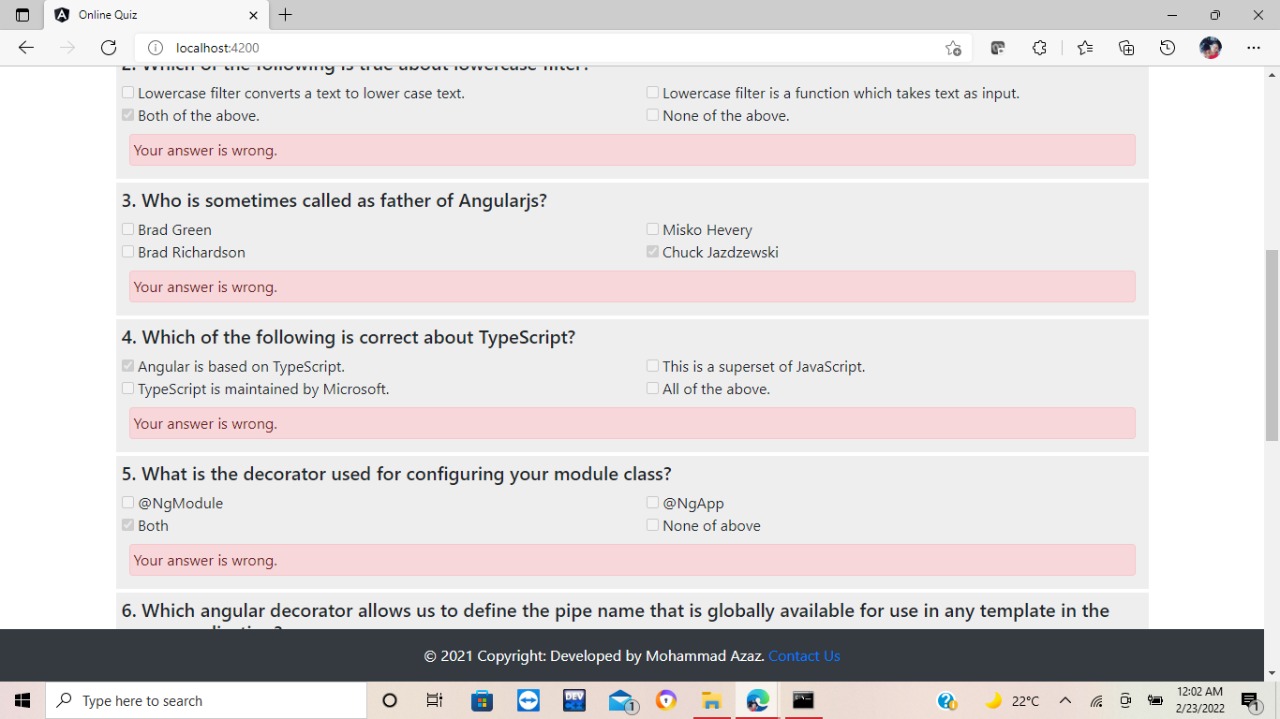 Online Quiz
localhost:4200
2. Which of the following is true about lowercase filter?
Lowercase filter converts a text to lower case text.
Lowercase filter is a function which takes text as input.
Both of the above.
None of the above.
Your answer is wrong.
3. Who is sometimes called as father of Angularjs?
Brad Green
Misko Hevery
Brad Richardson
Chuck Jazdzewski
Your answer is wrong.
4. Which of the following is correct about TypeScript?
Angular is based on TypeScript.
This is a superset of JavaScript.
TypeScript is maintained by Microsoft.
All of the above.
Your answer is wrong.
5. What is the decorator used for configuring your module class?
@NgModule
@NgApp
Both
None of above
Your answer is wrong.
6. Which angular decorator allows us to define the pipe name that is globally available for use in any template in the
© 2021 Copyright: Developed by Mohammad Azaz. Contact Us
Type here to search
DEV
1
22°C
12:02 AM
2/23/2022
1